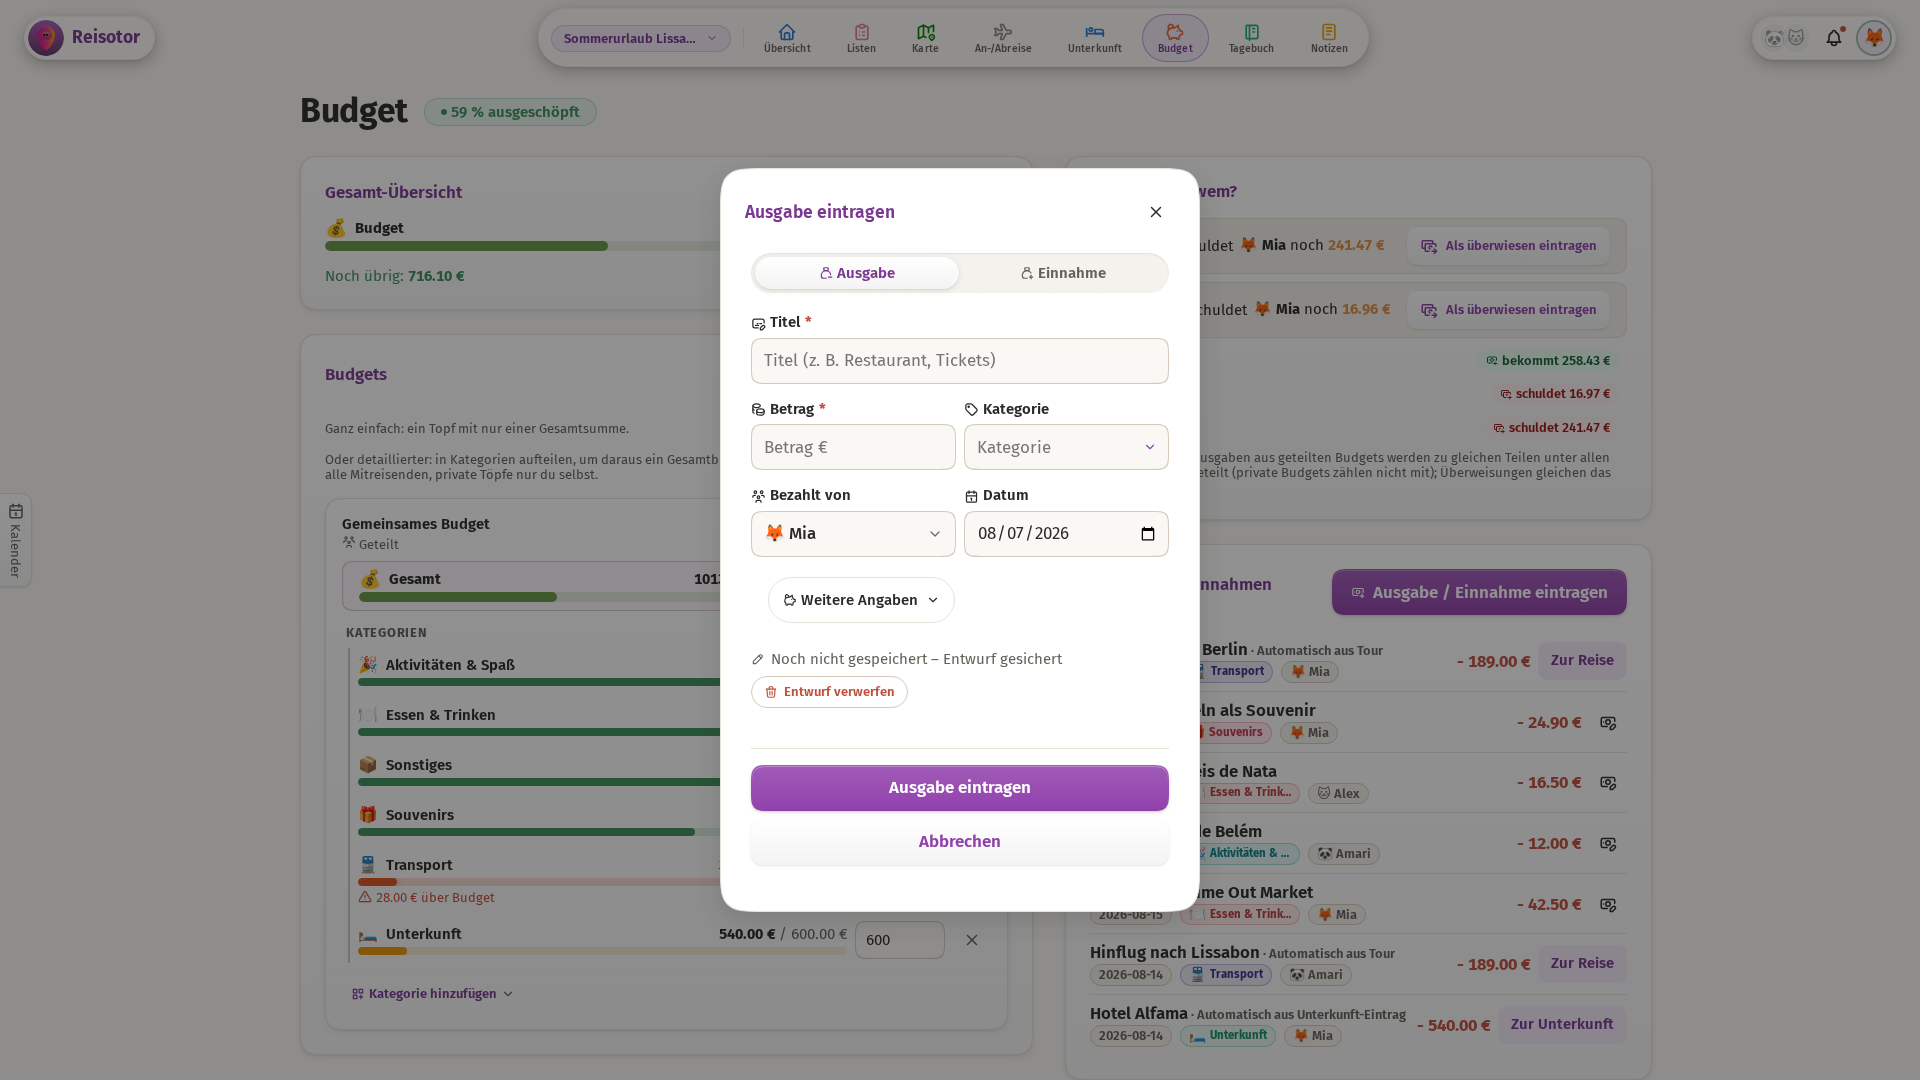 Reisotor
Sommerurlaub Lissa...
Übersicht
Listen
Karte
An-/Abreise
Unterkunft
Budget
Tagebuch
Notizen
Budget
59 % ausgeschöpft
Gesamt-Übersicht
Budget
Noch übrig: 716.10 €
Budgets
Ganz einfach: ein Topf mit nur einer Gesamtsumme.
Oder detaillierter: in Kategorien aufteilen, um daraus ein Gesamtb
alle Mitreisenden, private Töpfe nur du selbst.
Gemeinsames Budget
Geteilt
Gesamt
KATEGORIEN
Aktivitäten & Spaß
Essen & Trinken
Sonstiges
Souvenirs
Transport
28.00 € über Budget
Unterkunft
540.00 € / 600.00 €
600
Kategorie hinzufügen
Kalender
Ausgabe eintragen
Ausgabe
Einnahme
Titel *
Titel (z. B. Restaurant, Tickets)
Betrag *
Kategorie
Betrag €
Kategorie
Bezahlt von
Datum
Mia
08/07/2026
Weitere Angaben
Noch nicht gespeichert – Entwurf gesichert
Entwurf verwerfen
Ausgabe eintragen
Abbrechen
wem?
uldet Mia noch 241.47 €
Als überwiesen eintragen
chuldet Mia noch 16.96 €
Als überwiesen eintragen
bekommt 258.43 €
schuldet 16.97 €
schuldet 241.47 €
usgaben aus geteilten Budgets werden zu gleichen Teilen unter allen
eteilt (private Budgets zählen nicht mit); Überweisungen gleichen das
nnahmen
Ausgabe / Einnahme eintragen
Berlin · Automatisch aus Tour
Transport
Mia
- 189.00 €
Zur Reise
eln als Souvenir
Souvenirs
Mia
- 24.90 €
eis de Nata
Essen & Trink...
Alex
- 16.50 €
de Belém
Aktivitäten & ...
Amari
- 12.00 €
ime Out Market
2026-08-15
Essen & Trink...
Mia
- 42.50 €
Hinflug nach Lissabon · Automatisch aus Tour
2026-08-14
Transport
Amari
- 189.00 €
Zur Reise
Hotel Alfama · Automatisch aus Unterkunft-Eintrag
2026-08-14
Unterkunft
Mia
- 540.00 €
Zur Unterkunft